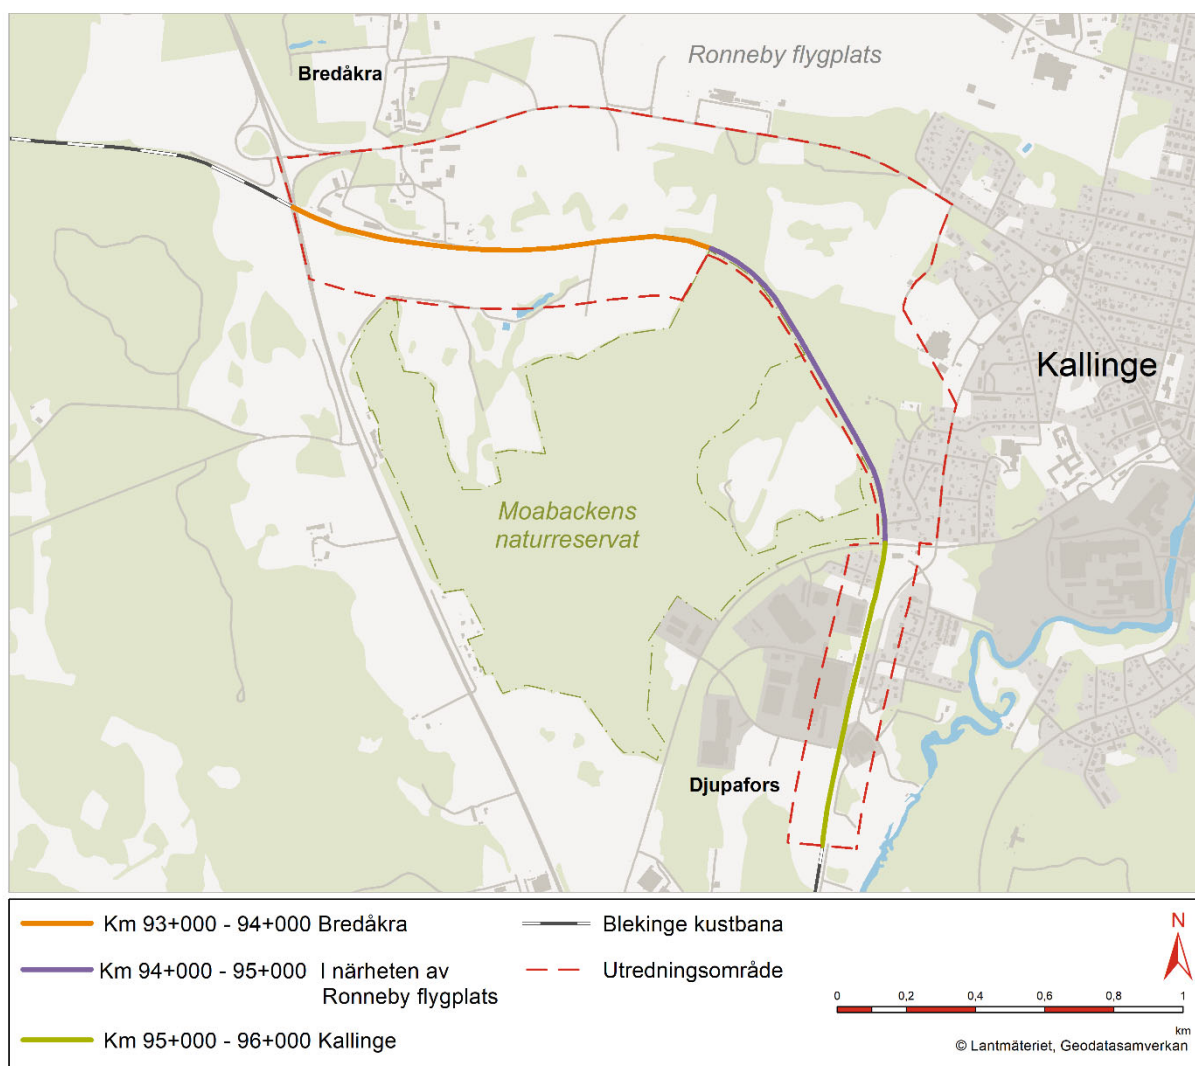 Ronneby flygplats
Bredåkra
Kallinge
Moabackens
naturreservat
Djupafors
Km 93+000 - 94+000 Bredåkra
Km 94+000 - 95+000 I närheten av
Ronneby flygplats
Km 95+000 - 96+000 Kallinge
Blekinge kustbana
Utredningsområde
N
0 0,2 0,4 0,6 0,8 1
km
© Lantmäteriet, Geodatasamverkan